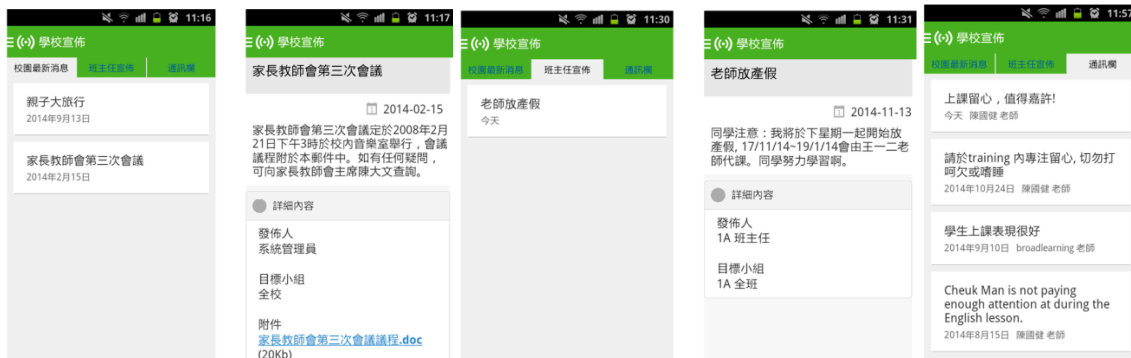 11:16
學校宣佈
校園最新消息 班主任宣佈 通訊欄
親子大旅行
2014年9月13日
家長教師會第三次會議
2014年2月15日
11:17
學校宣佈
家長教師會第三次會議
2014-02-15
家長教師會第三次會議定於2008年2月
21日下午3時於校內音樂室舉行，會議
議程附於本郵件中。如有任何疑問，
可向家長教師會主席陳大文查詢。
詳細內容
發佈人
系統管理員
目標小組
全校
附件
家長教師會第三次會議議程.doc
(20Kb)
11:30
學校宣佈
校園最新消息 班主任宣佈 通訊欄
老師放產假
今天
11:31
學校宣佈
老師放產假
2014-11-13
同學注意：我將於下星期一起開始放
產假, 17/11/14~19/1/14會由王一二老
師代課。同學努力學習啊。
詳細內容
發佈人
1A 班主任
目標小組
1A 全班
11:57
學校宣佈
校園最新消息 班主任宣佈 通訊欄
上課留心，值得嘉許!
今天 陳國健 老師
請於training 內專注留心, 切勿打
呵欠或嗜睡
2014年10月24日 陳國健 老師
學生上課表現很好
2014年9月10日 broadlearning 老師
Cheuk Man is not paying
enough attention at during the
English lesson.
2014年8月15日 陳國健 老師